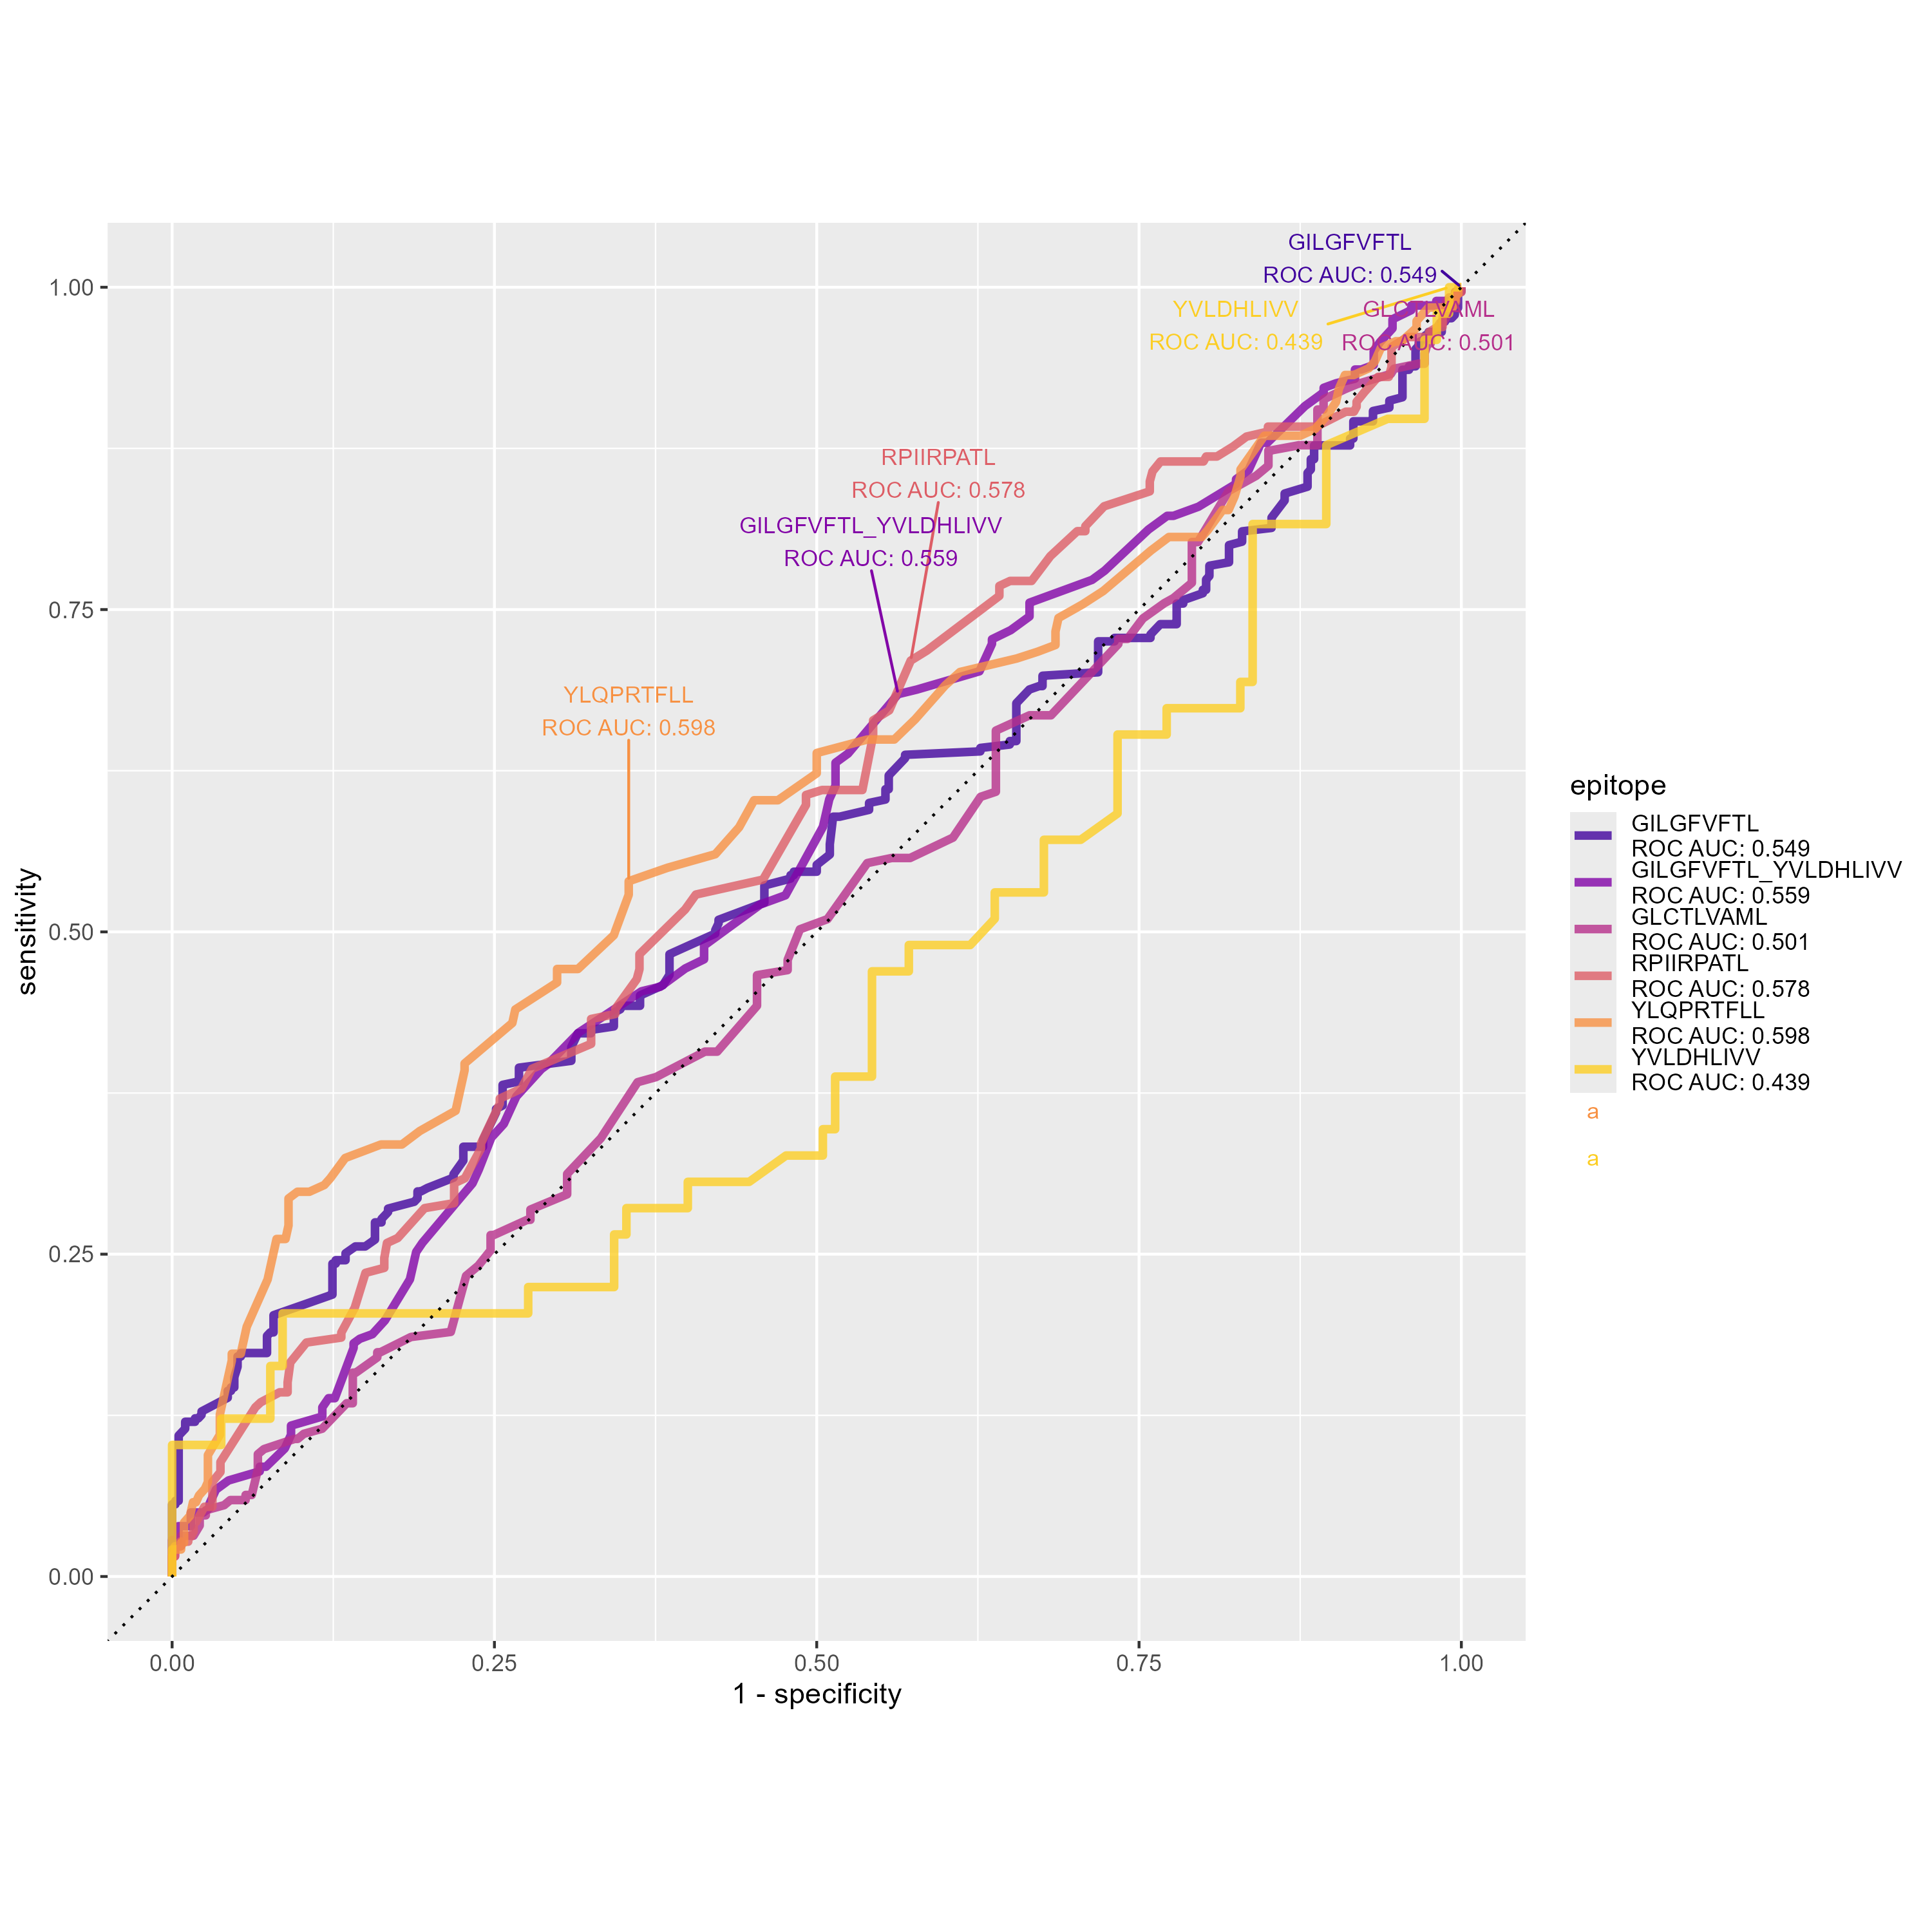 GILGFVFTL
ROC AUC: 0.549
YVLDHLIVV
ROC AUC: 0.439
GLCTLVAML
ROC AUC: 0.501
RPIIRPATL
ROC AUC: 0.578
GILGFVFTL_YVLDHLIVV
ROC AUC: 0.559
YLQPRTFLL
ROC AUC: 0.598
1.00
0.75
0.50
0.25
0.00
sensitivity
0.00
0.25
0.50
0.75
1.00
1 - specificity
epitope
GILGFVFTL
ROC AUC: 0.549
GILGFVFTL_YVLDHLIVV
ROC AUC: 0.559
GLCTLVAML
ROC AUC: 0.501
RPIIRPATL
ROC AUC: 0.578
YLQPRTFLL
ROC AUC: 0.598
YVLDHLIVV
ROC AUC: 0.439
a
a